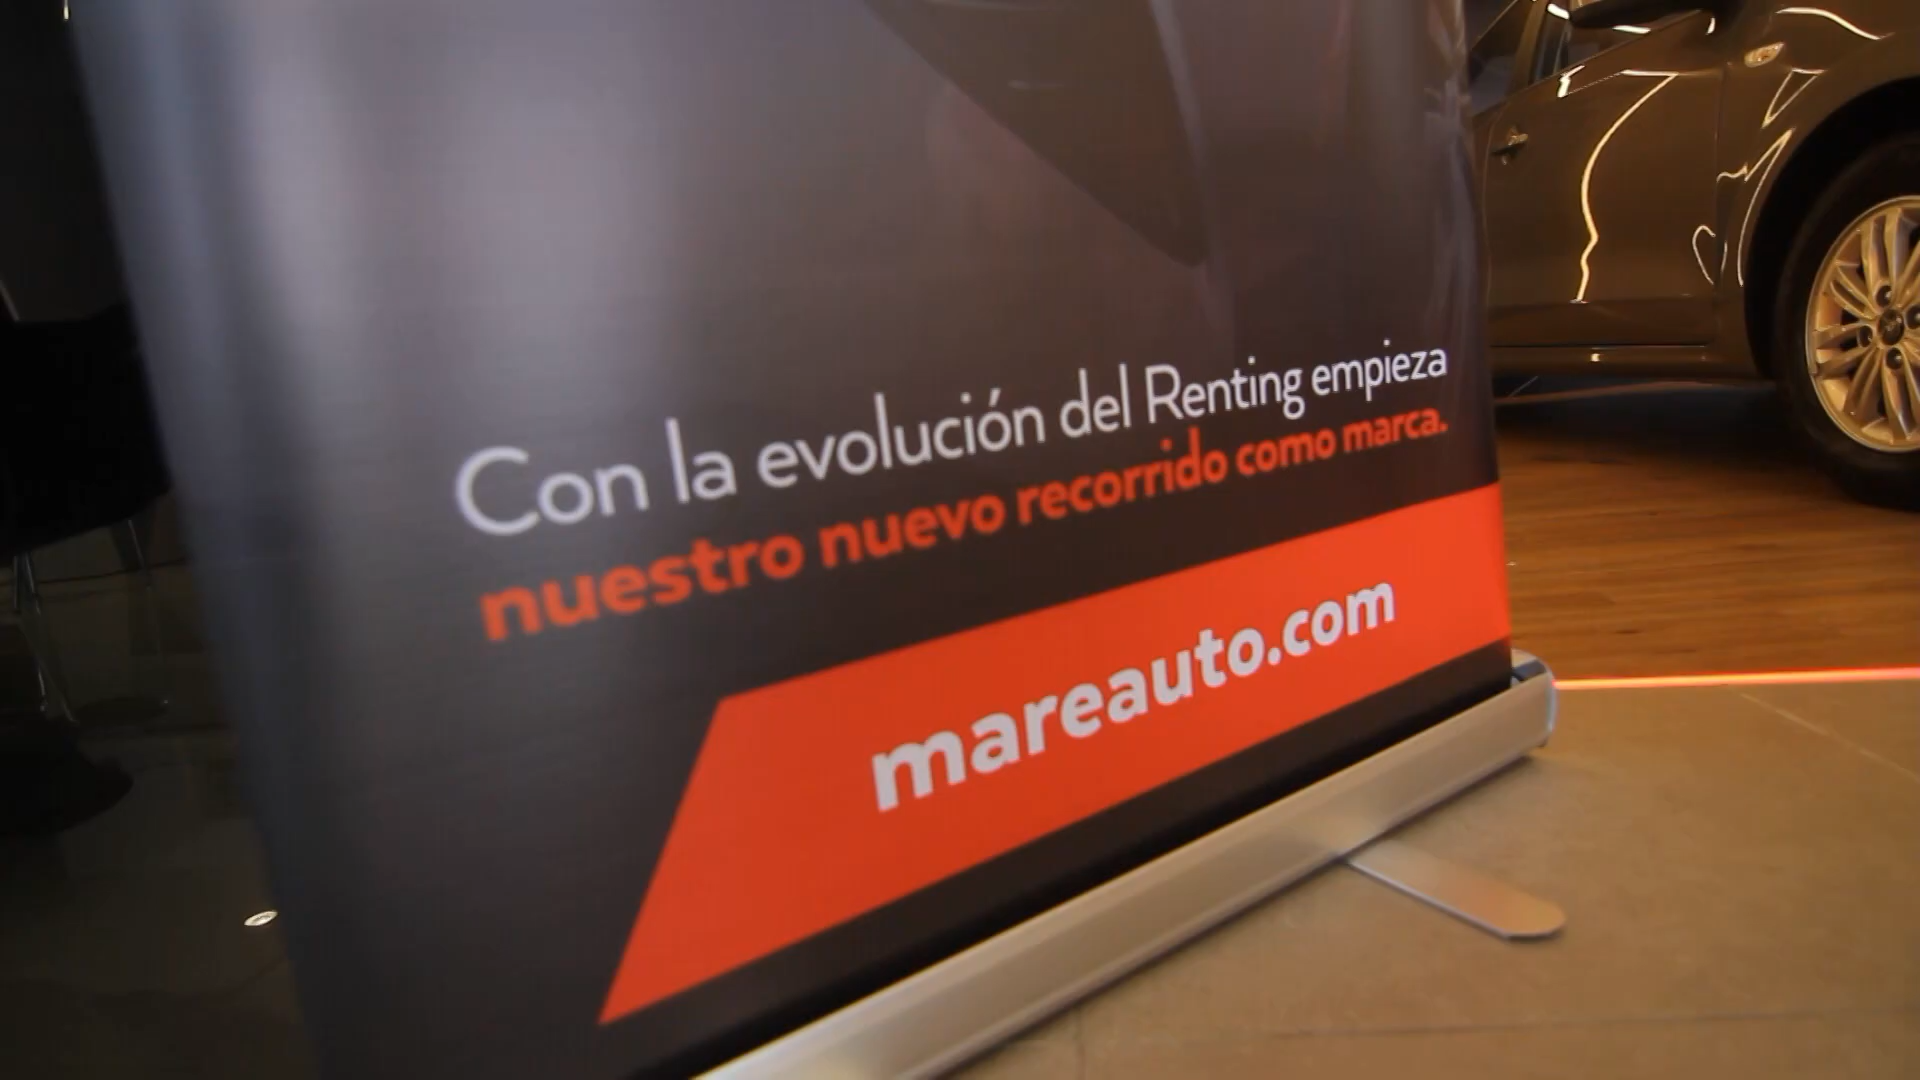 Con la evolución del Renting empieza
nuestro nuevo recorrido como marca.
mareauto.com